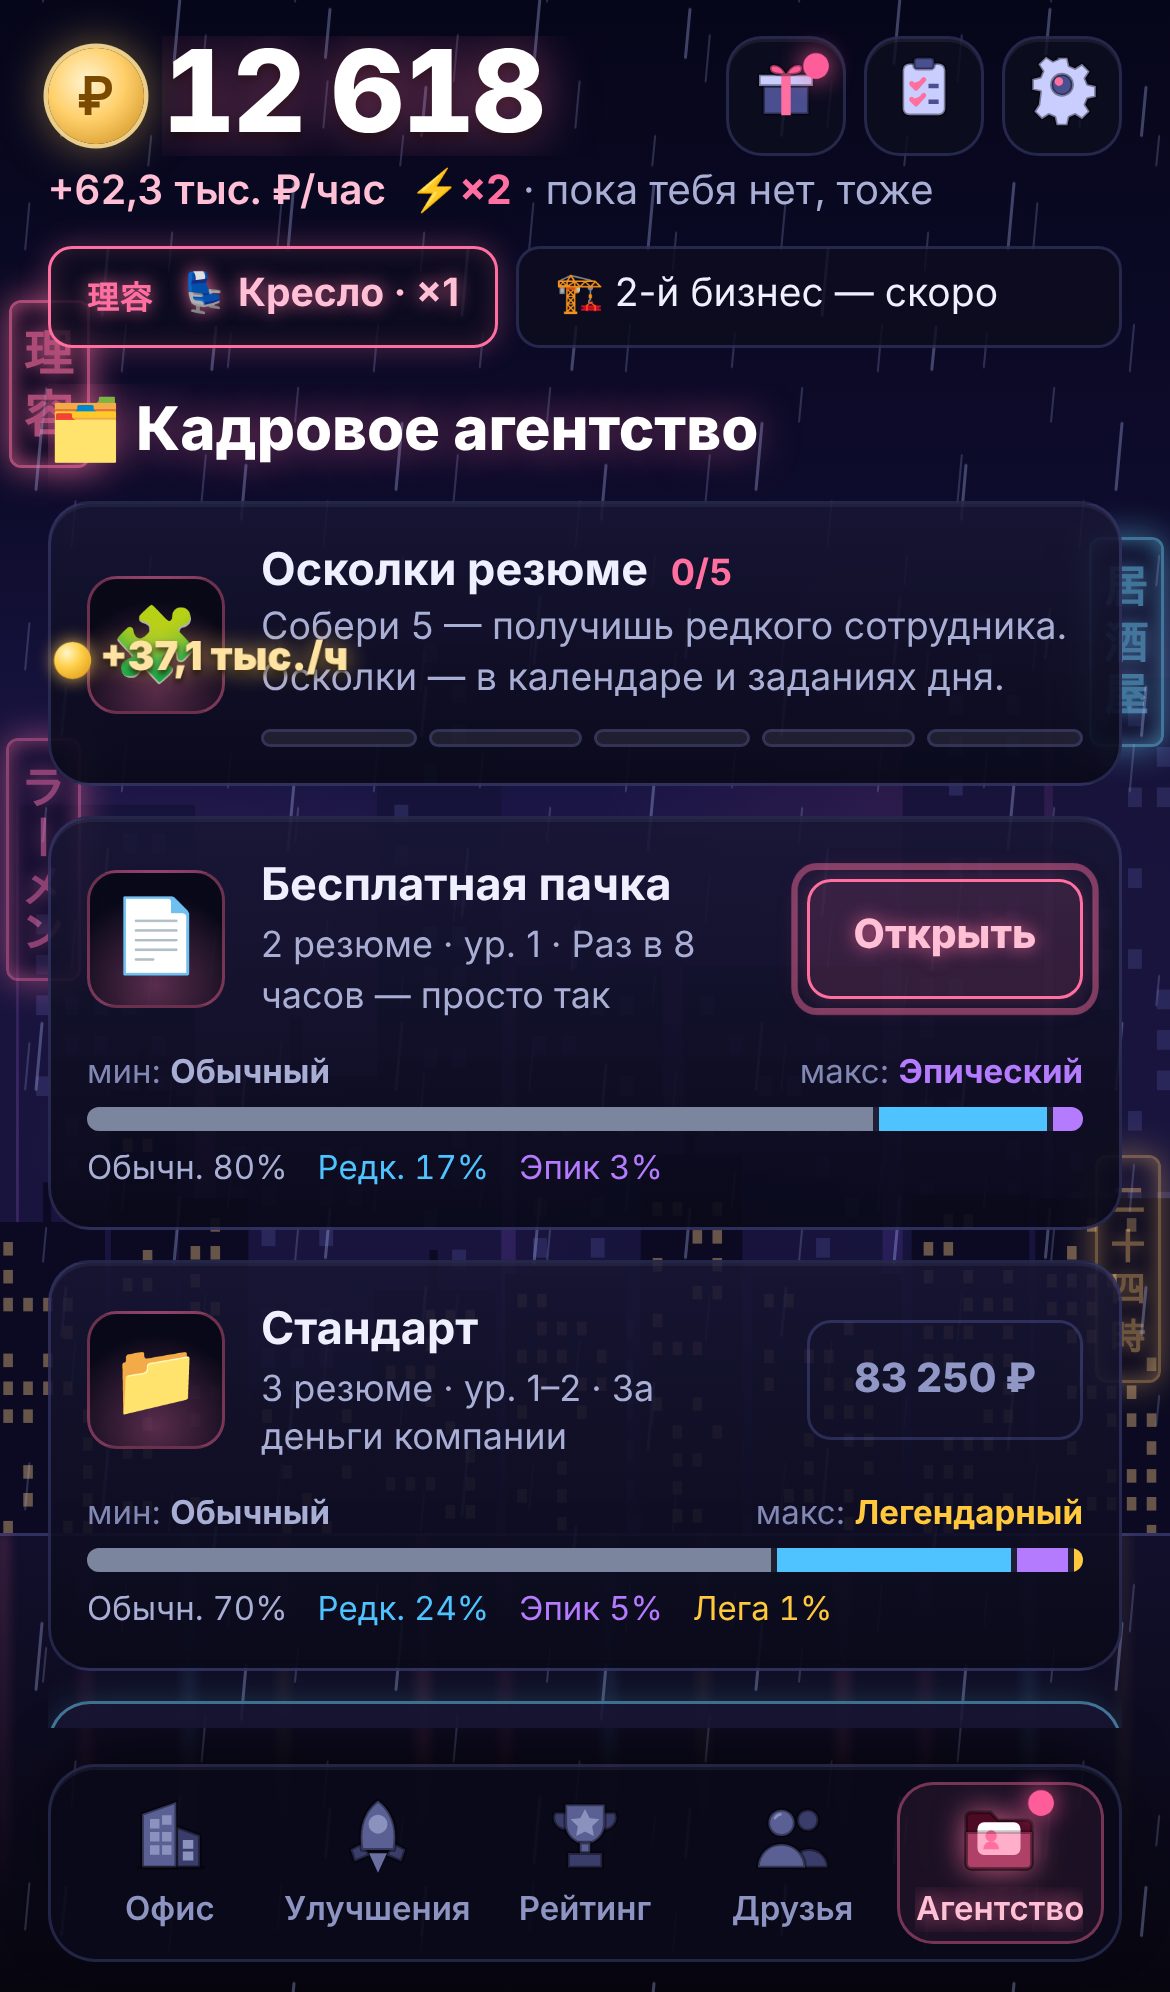 ₽ 12 618
+62,3 тыс. ₽/час ⚡×2 · пока тебя нет, тоже
理容 Кресло · ×1
2-й бизнес — скоро
理容
Кадровое агентство
Осколки резюме 0/5
Собери 5 — получишь редкого сотрудника.
Осколки — в календаре и заданиях дня.
+37,1 тыс./ч
居酒屋
ラーメン
Бесплатная пачка
2 резюме · ур. 1 · Раз в 8
часов — просто так
Открыть
мин: Обычный
макс: Эпический
Обычн. 80% Редк. 17% Эпик 3%
二十四時
Стандарт
3 резюме · ур. 1–2 · За
деньги компании
83 250 ₽
мин: Обычный
макс: Легендарный
Обычн. 70% Редк. 24% Эпик 5% Лега 1%
Офис
Улучшения
Рейтинг
Друзья
Агентство